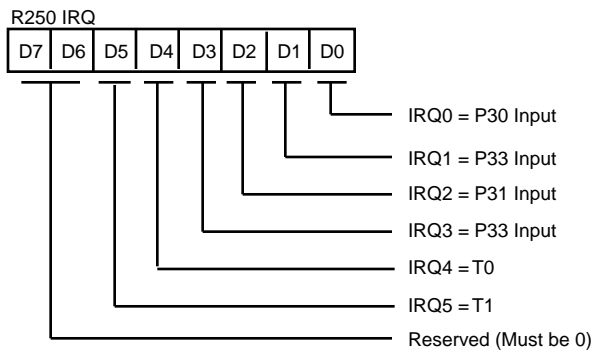 R250 IRQ
D7 D6 D5 D4 D3 D2 D1 D0
IRQ0 = P30 Input
IRQ1 = P33 Input
IRQ2 = P31 Input
IRQ3 = P33 Input
IRQ4 = T0
IRQ5 = T1
Reserved (Must be 0)